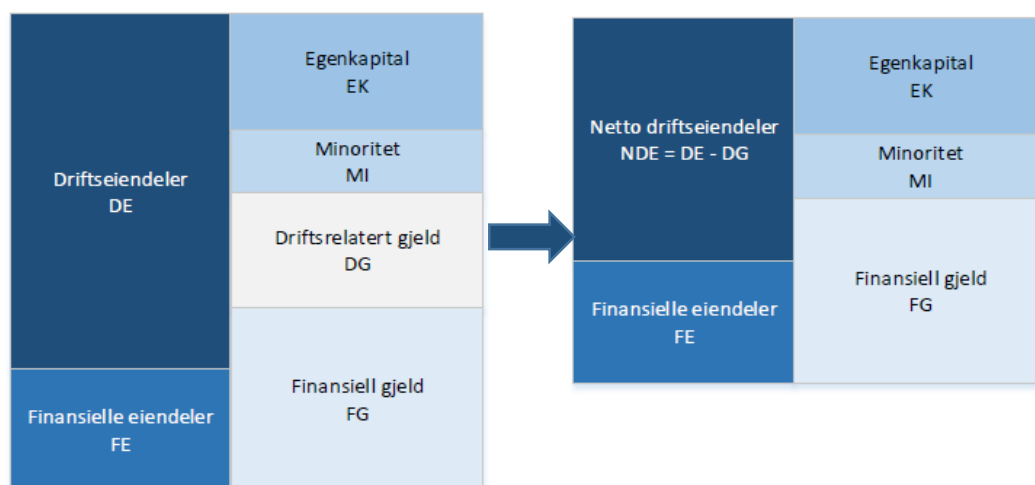 Driftseiendeler
DE
Finansielle eiendeler
FE
Egenkapital
EK
Minoritet
MI
Driftsrelatert gjeld
DG
Finansiell gjeld
FG
Netto driftseiendeler
NDE = DE - DG
Finansielle eiendeler
FE
Egenkapital
EK
Minoritet
MI
Finansiell gjeld
FG